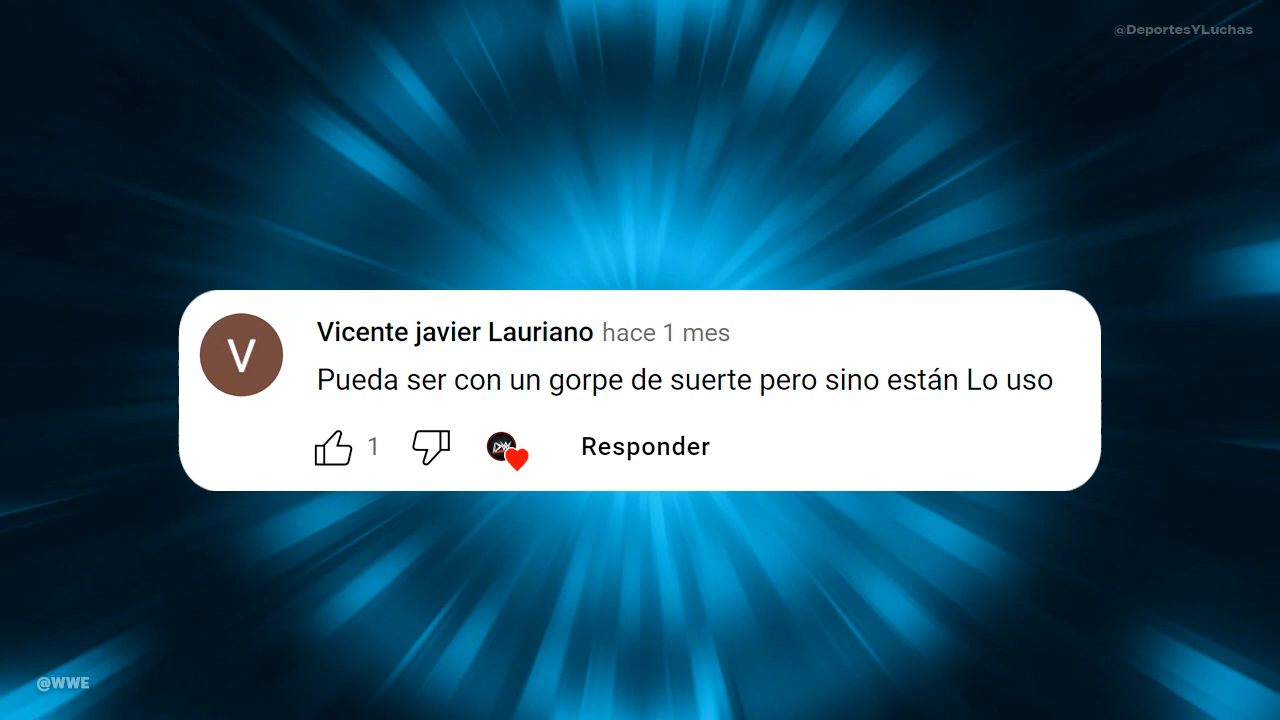 @DeportesYLuchas
V
Vicente javier Lauriano hace 1 mes
Pueda ser con un gorpe de suerte pero sino están Lo uso
1
Responder
@WWE